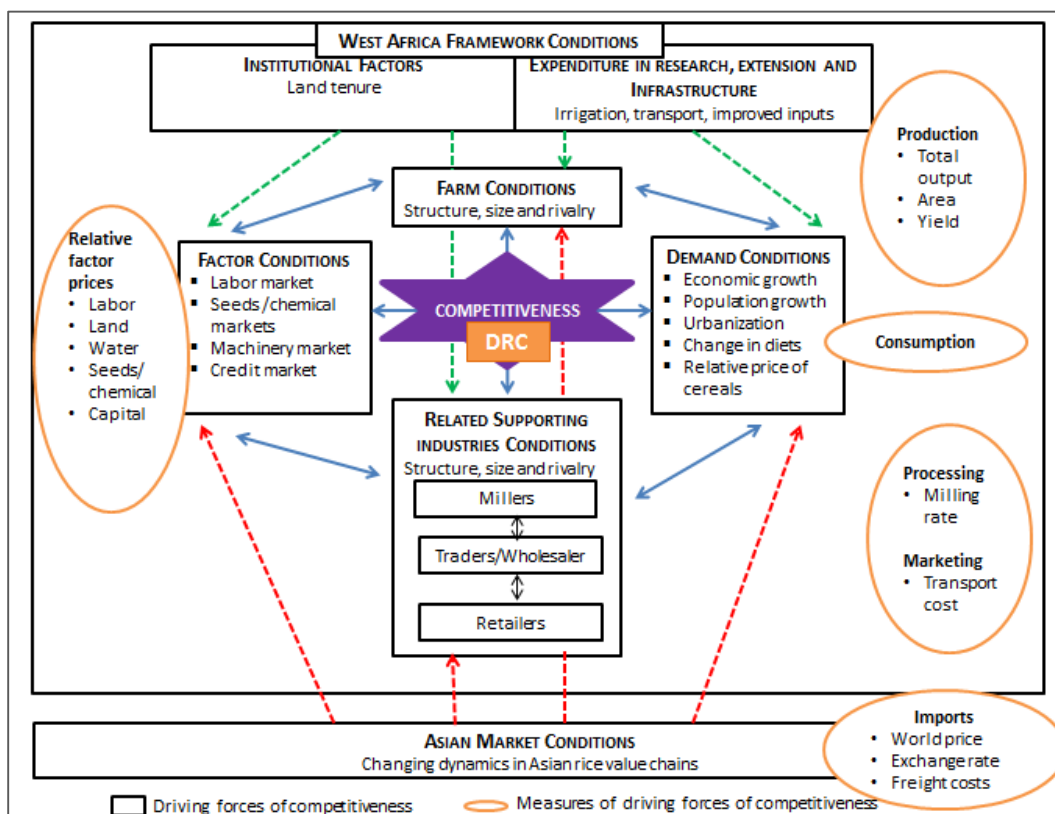 WEST AFRICA FRAMEWORK CONDITIONS
INSTITUTIONAL FACTORS
Land tenure
EXPENDITURE IN RESEARCH, EXTENSION AND
INFRASTRUCTURE
Irrigation, transport, improved inputs
Production
• Total
output
• Area
• Yield
FARM CONDITIONS
Structure, size and rivalry
Relative
factor
prices
• Labor
• Land
• Water
• Seeds/
chemical
• Capital
FACTOR CONDITIONS
▪ Labor market
▪ Seeds/chemical
markets
▪ Machinery market
▪ Credit market
COMPETITIVENESS
DRC
DEMAND CONDITIONS
▪ Economic growth
▪ Population growth
▪ Urbanization
▪ Change in diets
▪ Relative price of
cereals
Consumption
RELATED SUPPORTING
INDUSTRIES CONDITIONS
Structure, size and rivalry
Millers
Traders/Wholesaler
Retailers
Processing
• Milling
rate
Marketing
• Transport
cost
ASIAN MARKET CONDITIONS
Changing dynamics in Asian rice value chains
Imports
• World price
• Exchange rate
• Freight costs
Driving forces of competitiveness
Measures of driving forces of competitiveness